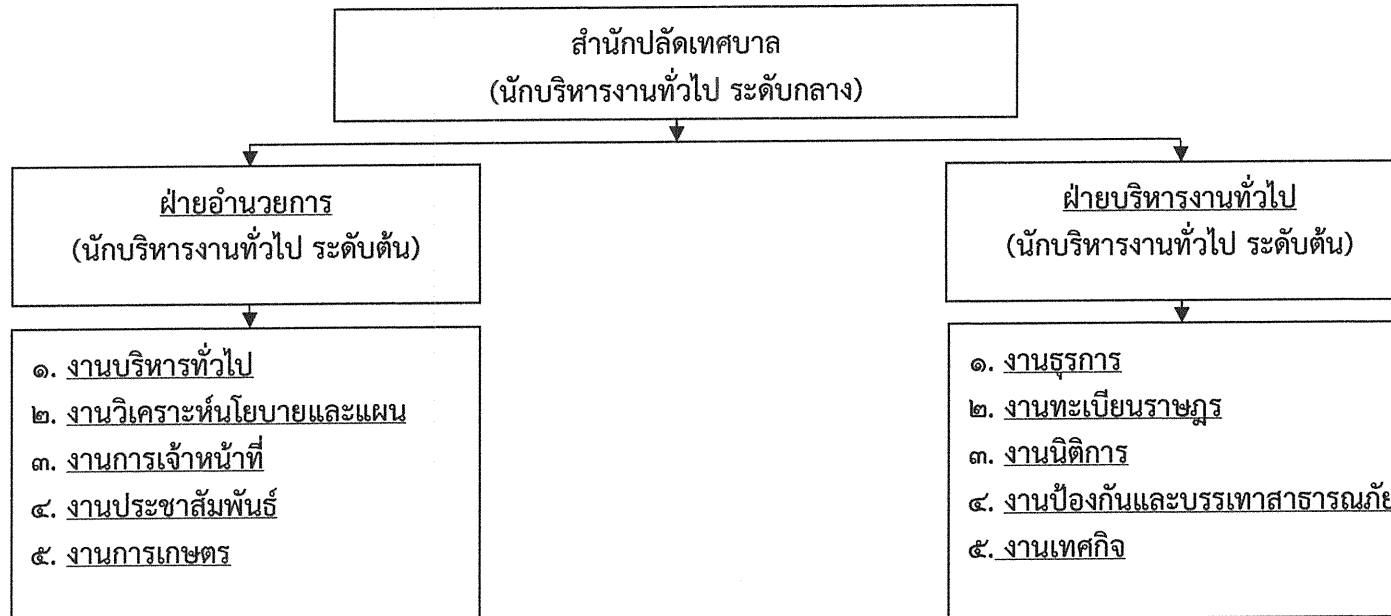 สำนักปลัดเทศบาล
(นักบริหารงานทั่วไป ระดับกลาง)
ฝ่ายอำนวยการ
(นักบริหารงานทั่วไป ระดับต้น)
๑. งานบริหารทั่วไป
๒. งานวิเคราะห์นโยบายและแผน
๓. งานการเจ้าหน้าที่
๔. งานประชาสัมพันธ์
๕. งานการเกษตร
ฝ่ายบริหารงานทั่วไป
(นักบริหารงานทั่วไป ระดับต้น)
๑. งานธุรการ
๒. งานทะเบียนราษฎร
๓. งานนิติการ
๔. งานป้องกันและบรรเทาสาธารณภัย
๕. งานเทศกิจ